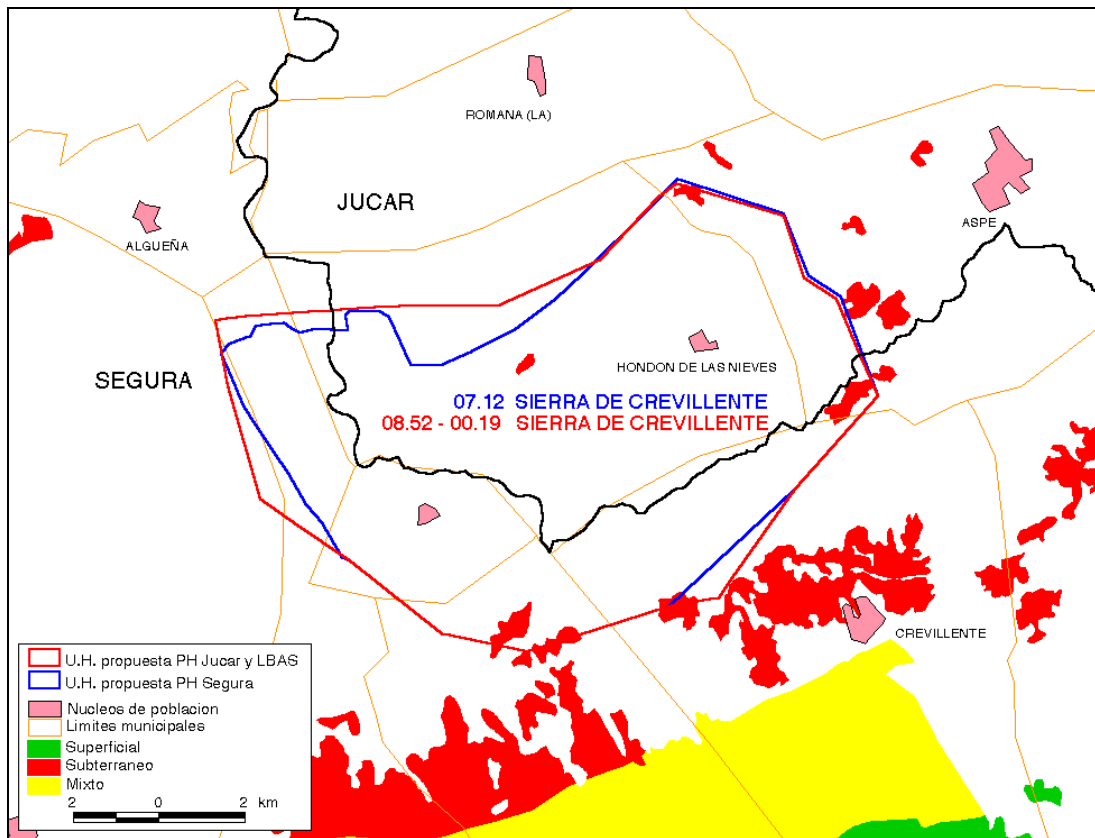 ROMANA (LA)
JUCAR
ASPE
ALGUEÑA
HONDON DE LAS NIEVES
SEGURA
07.12 SIERRA DE CREVILLENTE
08.52 - 00.19 SIERRA DE CREVILLENTE
CREVILLENTE
U.H. propuesta PH Jucar y LBAS
U.H. propuesta PH Segura
Nucleos de poblacion
Limites municipales
Superficial
Subterraneo
Mixto
2 0 2 km